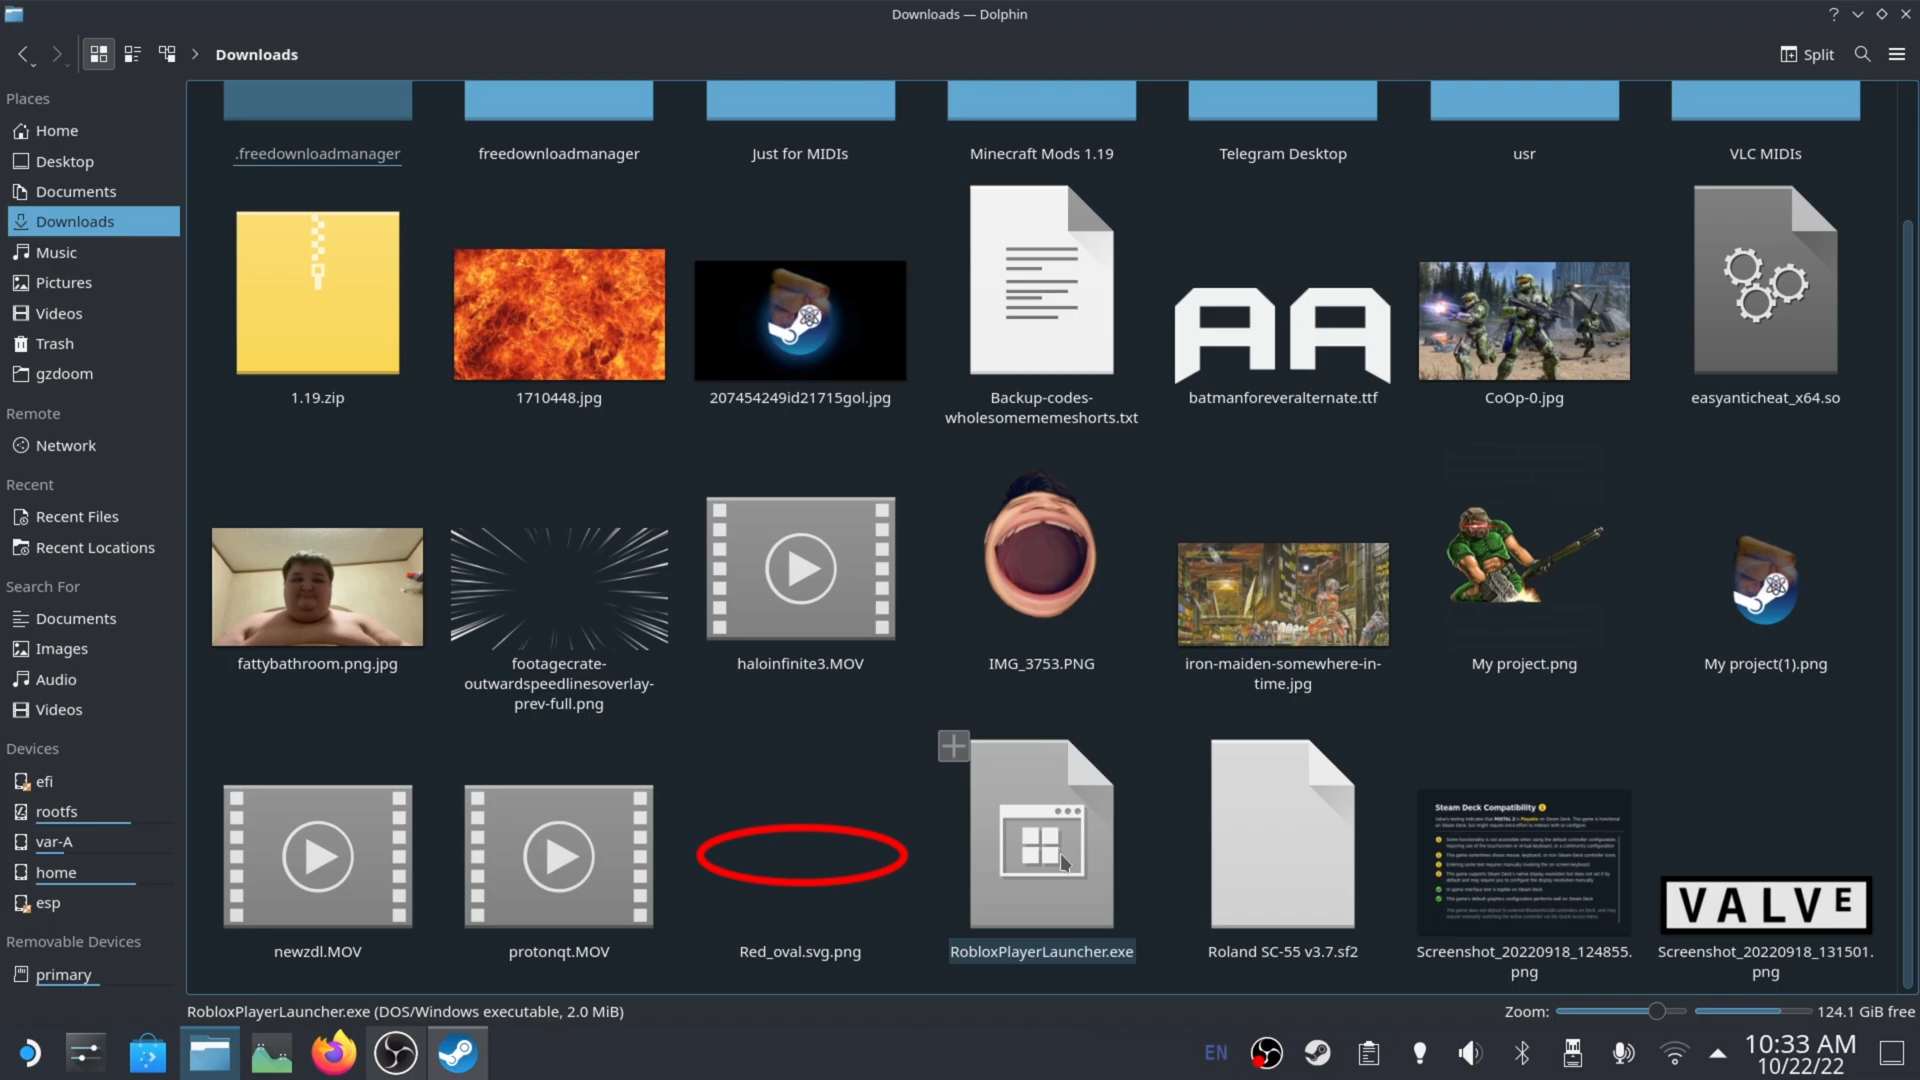 Downloads — Dolphin
Downloads
Split
Places
Home
Desktop
Documents
Downloads
Music
Pictures
Videos
Trash
gzdoom
Remote
Network
Recent
Recent Files
Recent Locations
Search For
Documents
Images
Audio
Videos
Devices
efi
rootfs
var-A
home
esp
Removable Devices
primary
.freedownloadmanager
freedownloadmanager
Just for MIDIs
Minecraft Mods 1.19
Telegram Desktop
usr
VLC MIDIs
AA
1.19.zip
1710448.jpg
207454249id21715gol.jpg
Backup-codes-
wholesomememeshorts.txt
batmanforeveralternate.ttf
CoOp-0.jpg
easyanticheat_x64.so
fattybathroom.png.jpg
footagecrate-
outwardspeedlinesoverlay-
prev-full.png
haloinfinite3.MOV
IMG_3753.PNG
iron-maiden-somewhere-in-
time.jpg
My project.png
My project(1).png
Steam Deck Compatibility
VALVE
newzdl.MOV
protonqt.MOV
Red_oval.svg.png
RobloxPlayerLauncher.exe
Roland SC-55 v3.7.sf2
Screenshot_20220918_124855.
png
Screenshot_20220918_131501.
png
RobloxPlayerLauncher.exe (DOS/Windows executable, 2.0 MiB)
Zoom:
124.1 GiB free
EN
10:33 AM
10/22/22